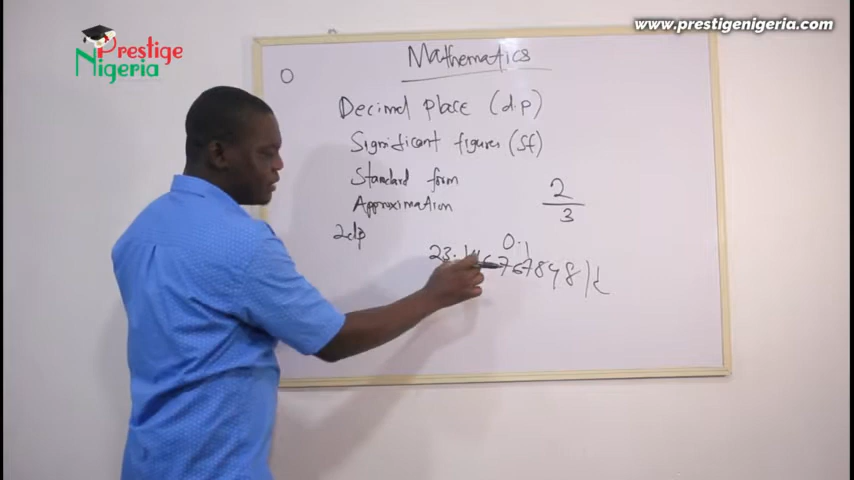 Prestige
Nigeria
www.prestigenigeria.com
Mathematics
Decimal place (d.p)
Significant figures (Sf)
Standard form
Approximation
2
3
2dp
0.1